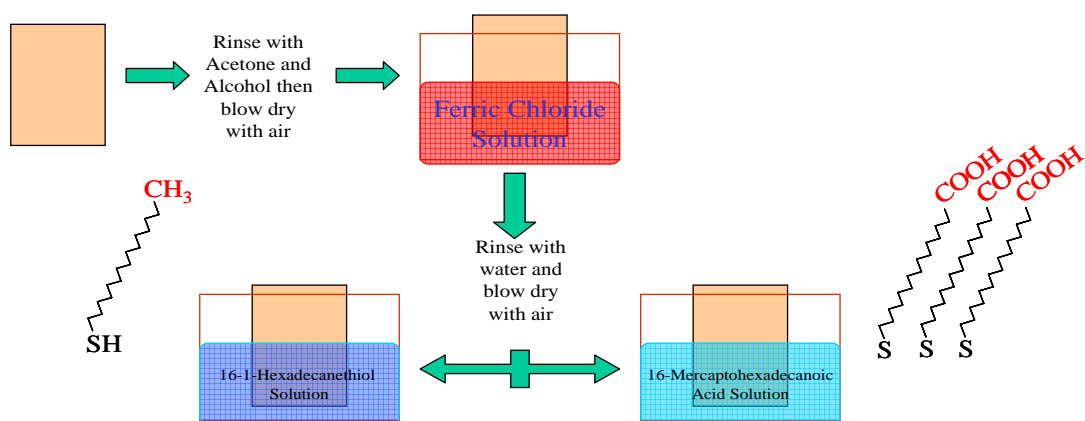 Rinse with
Acetone and
Alcohol then
blow dry
with air
Ferric Chloride
Solution
CH3
SH
Rinse with
water and
blow dry
with air
16-1-Hexadecanethiol
Solution
16-Mercaptohexadecanoic
Acid Solution
COOH
COOH
COOH
S
S
S